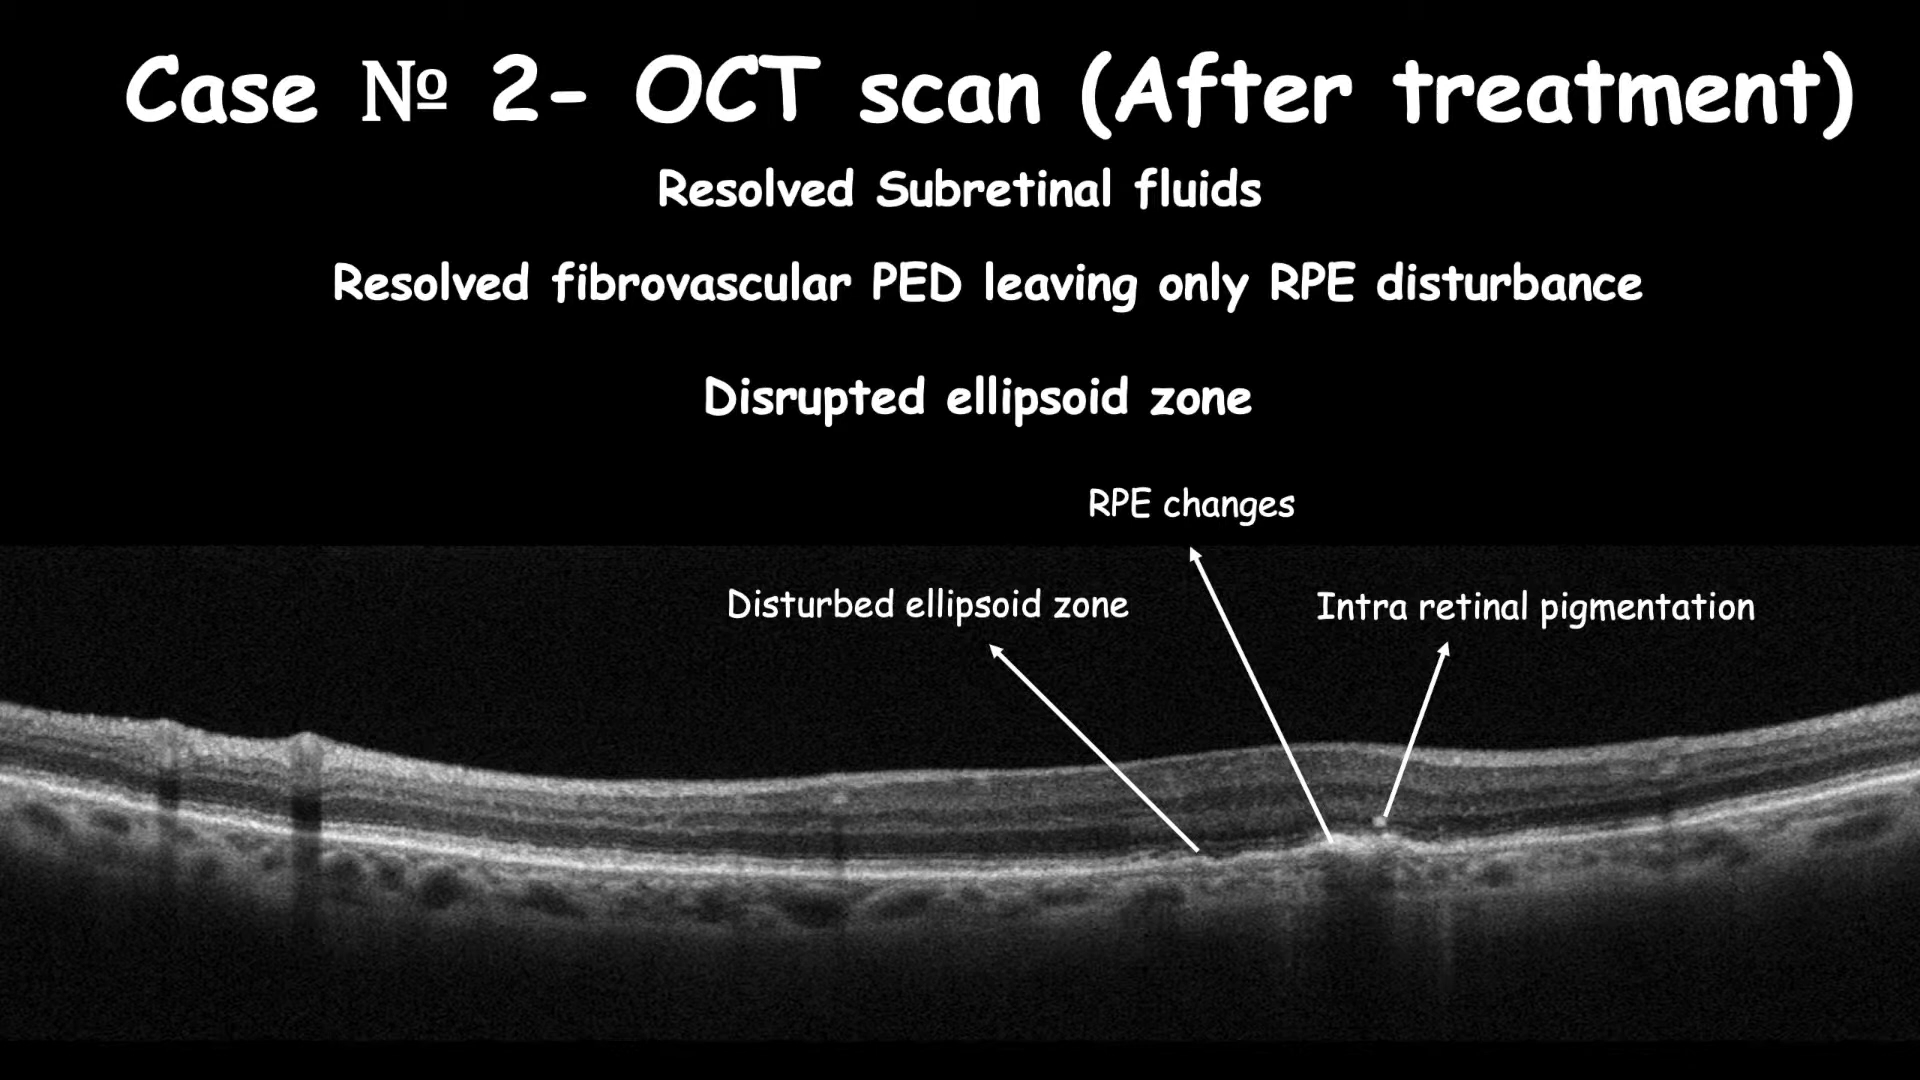 Case № 2- OCT scan (After treatment)
Resolved Subretinal fluids
Resolved fibrovascular PED leaving only RPE disturbance
Disrupted ellipsoid zone
RPE changes
Disturbed ellipsoid zone
Intra retinal pigmentation